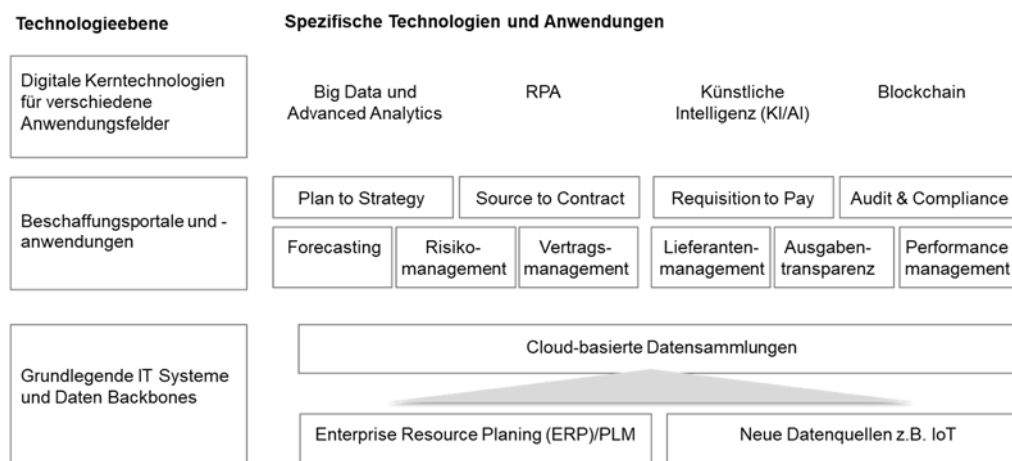 Technologieebene
Spezifische Technologien und Anwendungen
Digitale Kerntechnologien
für verschiedene
Anwendungsfelder
Big Data und
Advanced Analytics
RPA
Künstliche
Intelligenz (KI/AI)
Blockchain
Beschaffungsportale und -
anwendungen
Plan to Strategy
Source to Contract
Requisition to Pay
Audit & Compliance
Forecasting
Risiko-
management
Vertrags-
management
Lieferanten-
management
Ausgaben-
transparenz
Performance
management
Grundlegende IT Systeme
und Daten Backbones
Cloud-basierte Datensammlungen
Enterprise Resource Planing (ERP)/PLM
Neue Datenquellen z.B. IoT